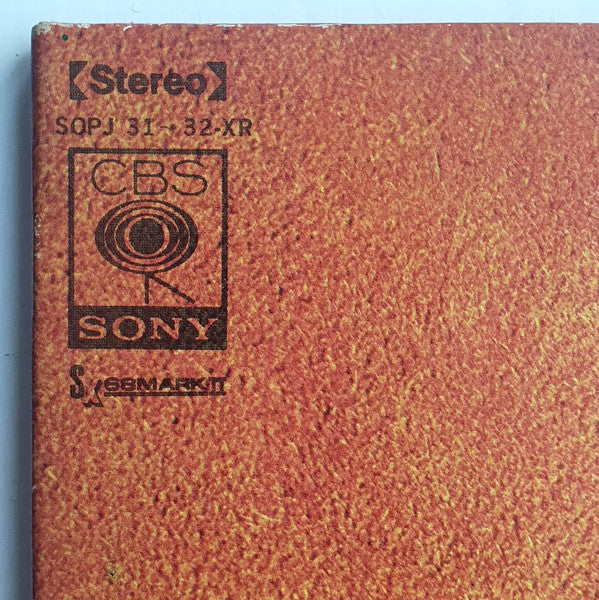 【Stereo】
SOPJ 31→32-XR
CBS
SONY
Sx68MARK II